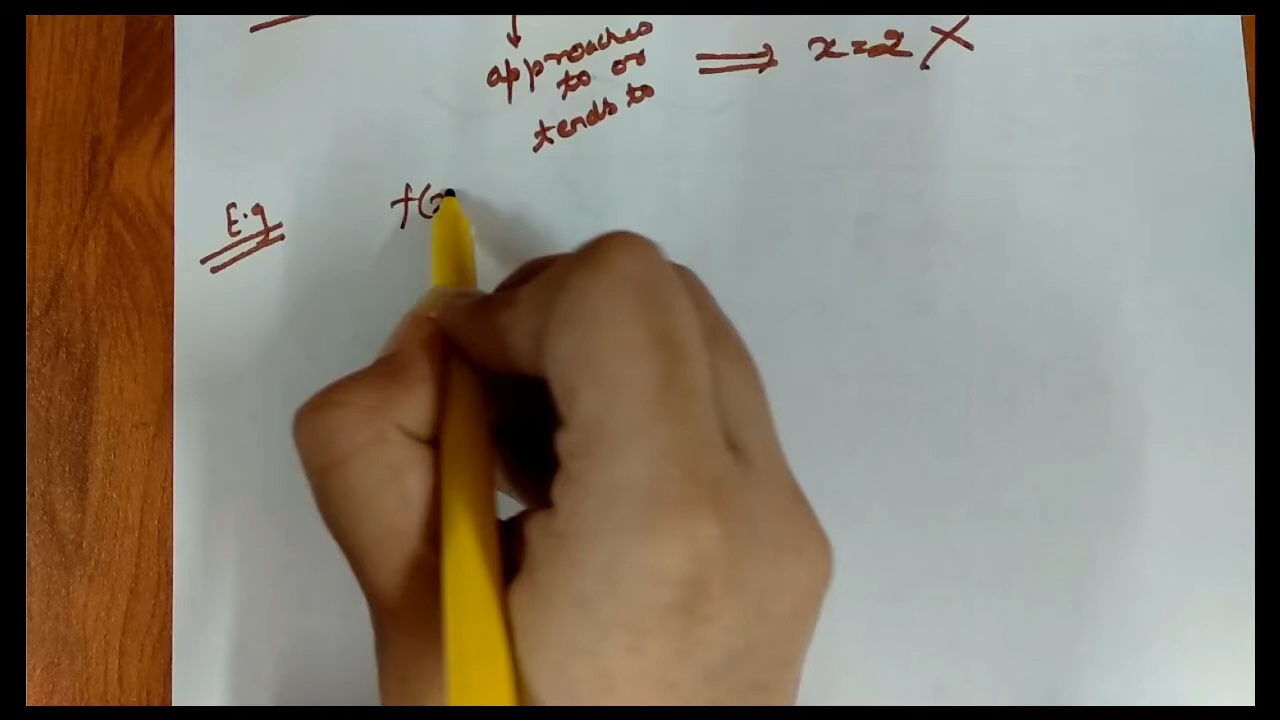 approaches
to or
tends to
⟹ x=2 ✗
E.g f(x